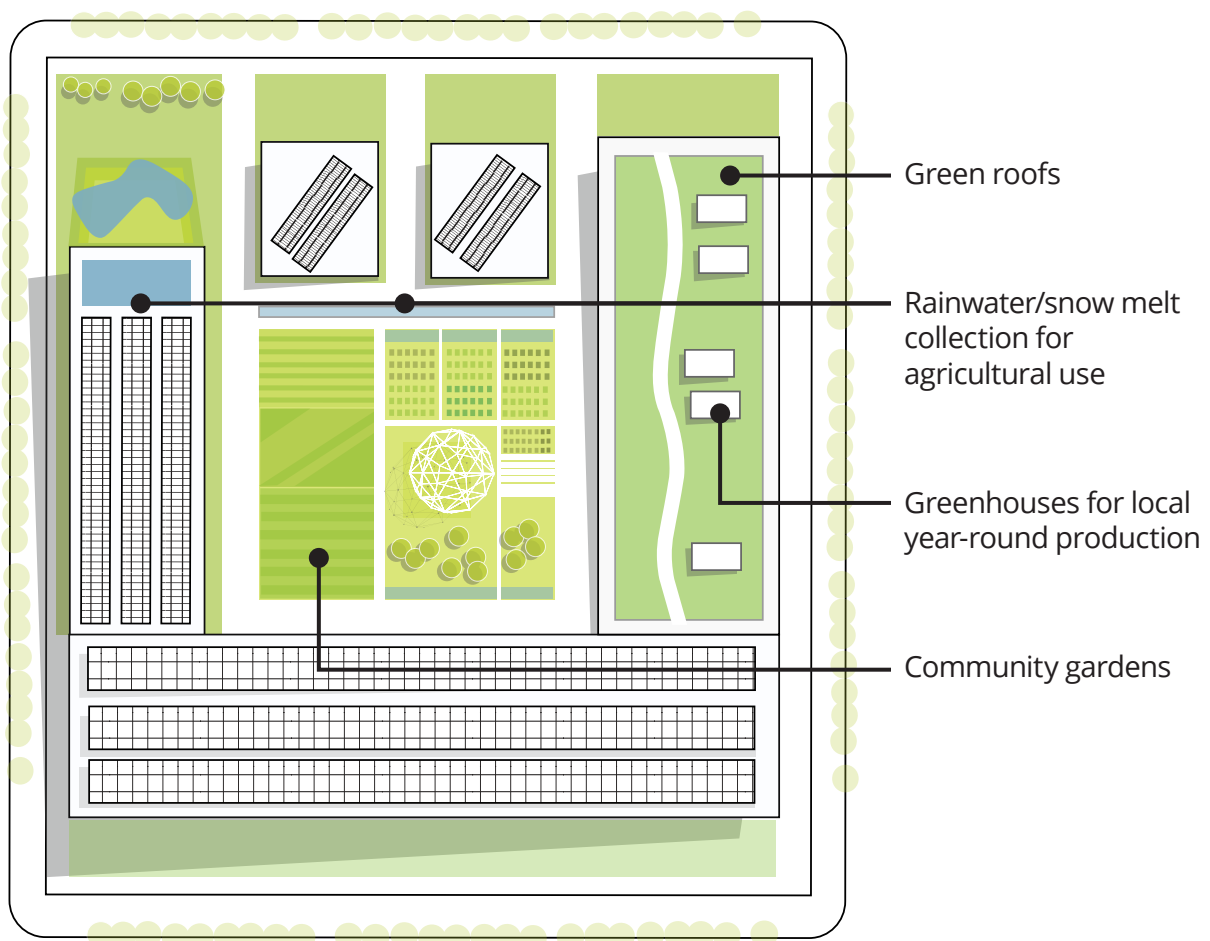 Green roofs
Rainwater/snow melt
collection for
agricultural use
Greenhouses for local
year-round production
Community gardens